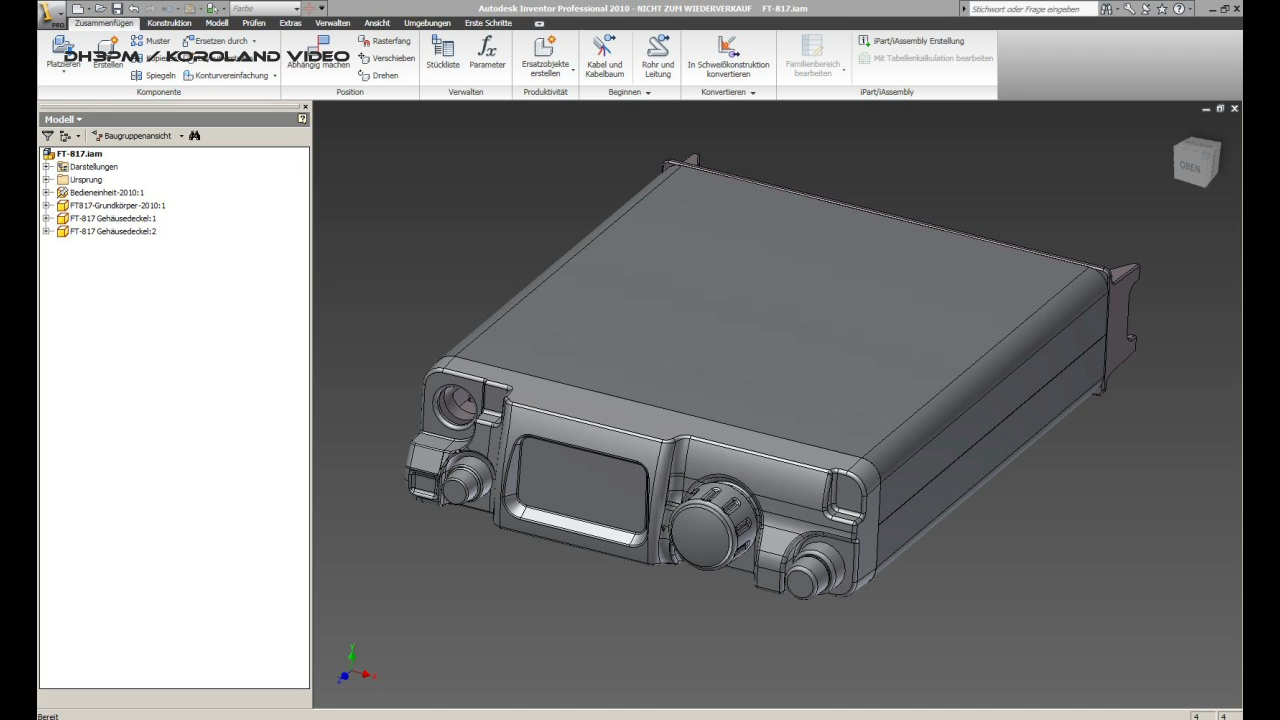 Autodesk Inventor Professional 2010 - NICHT ZUM WIEDERVERKAUF FT-817.iam
Stichwort oder Frage eingeben
Farbe
PRO
Zusammenfügen Konstruktion Modell Prüfen Extras Verwalten Ansicht Umgebungen Erste Schritte
DH3PM / KOROLAND VIDEO
Platzieren
Erstellen
Muster
Spiegeln
Ersetzen durch
Konturvereinfachung
Komponente
Abhängig machen
Rasterfang
Verschieben
Drehen
Position
Stückliste
Parameter
Verwalten
Ersatzobjekte erstellen
Produktivität
Kabel und Kabelbaum
Rohr und Leitung
Beginnen
In Schweißkonstruktion konvertieren
Konvertieren
Familienbereich bearbeiten
iPart/iAssembly Erstellung
Mit Tabellenkalkulation bearbeiten
iPart/iAssembly
Modell
Baugruppenansicht
FT-817.iam
Darstellungen
Ursprung
Bedieneinheit-2010:1
FT817-Grundkörper-2010:1
FT-817 Gehäusedeckel:1
FT-817 Gehäusedeckel:2
OBEN
Y
X
Z
Bereit
4 4